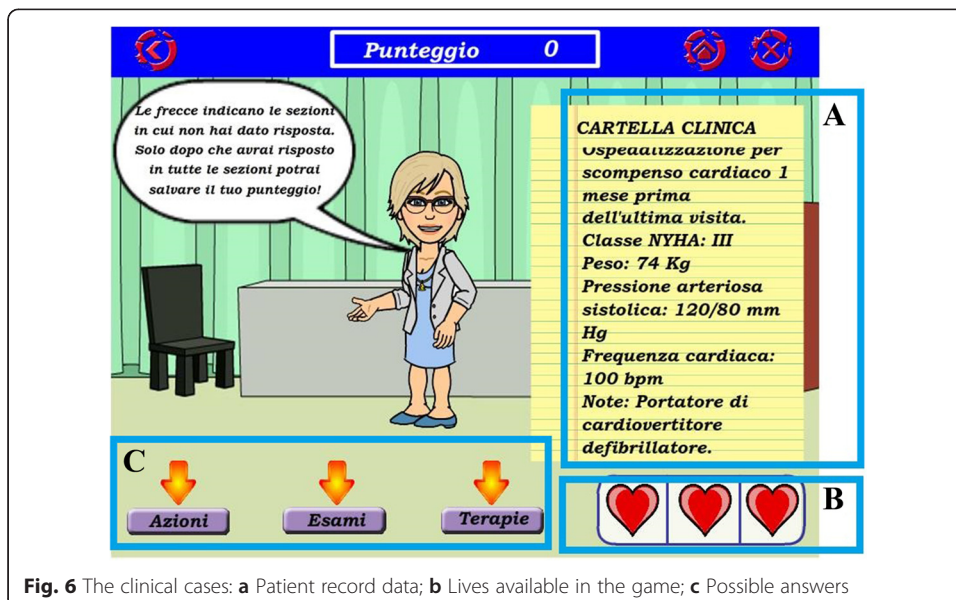 Punteggio 0
Le frecce indicano le sezioni
in cui non hai dato risposta.
Solo dopo che avrai risposto
in tutte le sezioni potrai
salvare il tuo punteggio!
A
CARTELLA CLINICA
Ospedalizzazione per
scompenso cardiaco 1
mese prima
dell'ultima visita.
Classe NYHA: III
Peso: 74 Kg
Pressione arteriosa
sistolica: 120/80 mm
Hg
Frequenza cardiaca:
100 bpm
Note: Portatore di
cardiovertitore
defibrillatore.
C
Azioni
Esami
Terapie
B
Fig. 6 The clinical cases: a Patient record data; b Lives available in the game; c Possible answers